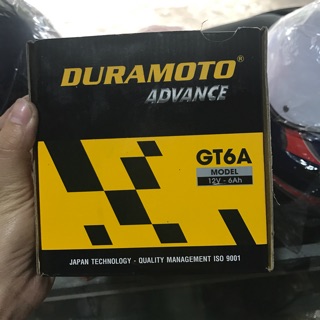 DURAMOTO®
ADVANCE
GT6A
MODEL
12V - 6Ah
JAPAN TECHNOLOGY - QUALITY MANAGEMENT ISO 9001